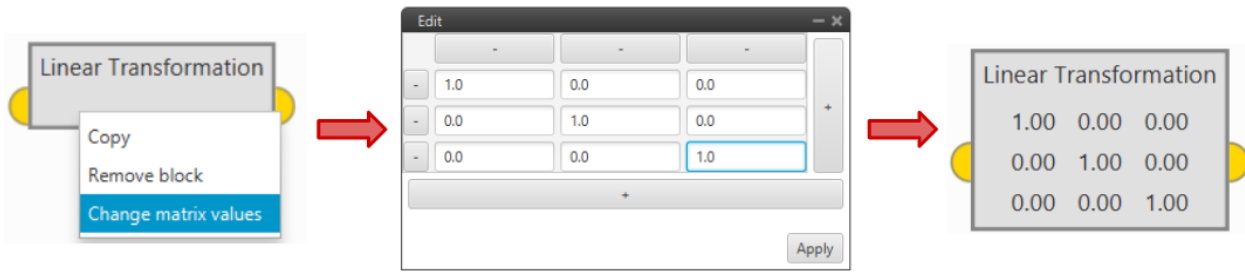 Linear Transformation
Copy
Remove block
Change matrix values
Edit
- - -
- 1.0 0.0 0.0
- 0.0 1.0 0.0
- 0.0 0.0 1.0
+
+
Apply
Linear Transformation
1.00 0.00 0.00
0.00 1.00 0.00
0.00 0.00 1.00